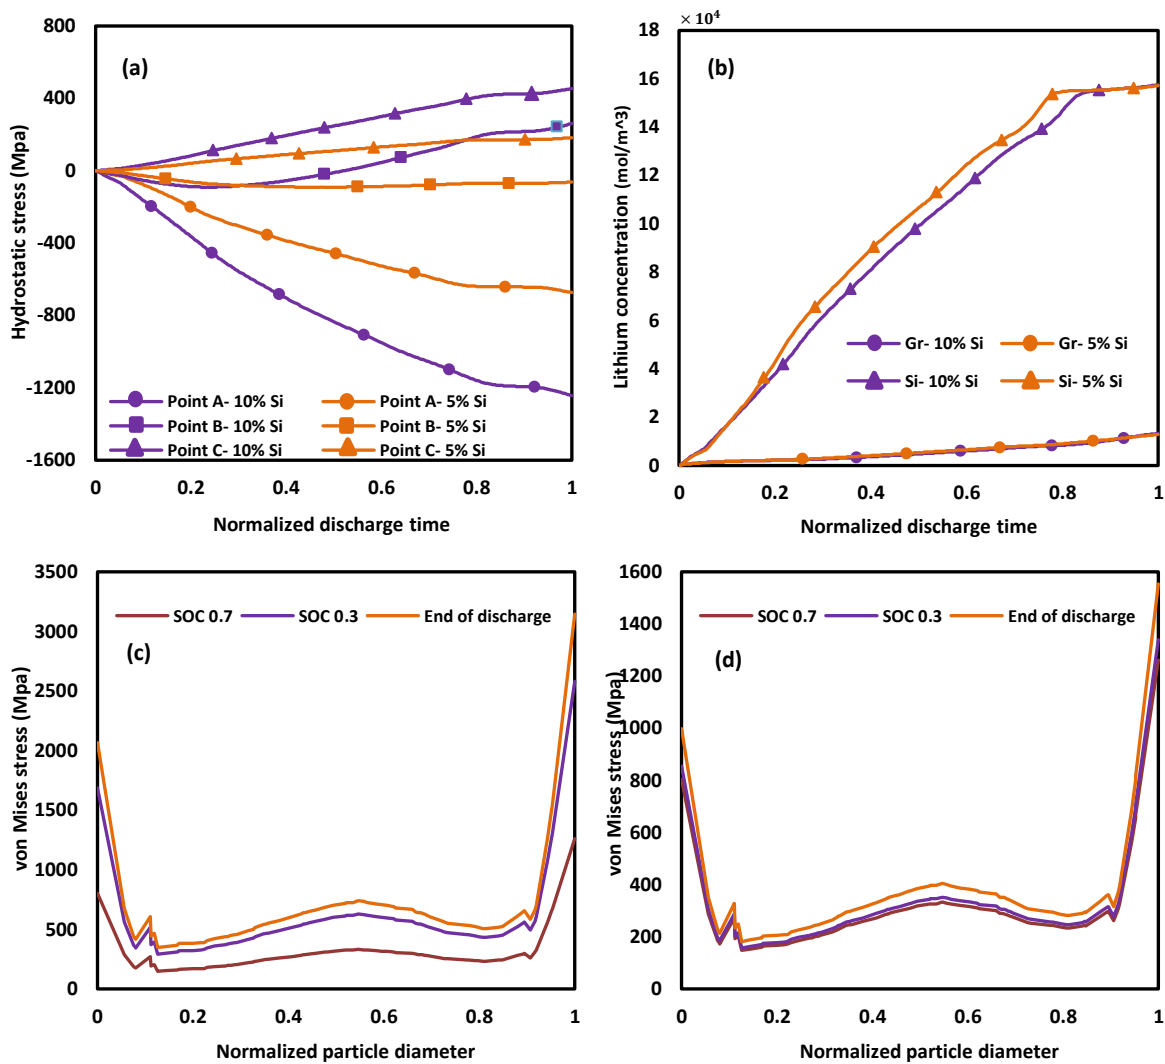 (a)
Hydrostatic stress (Mpa)
800
400
0
-400
-800
-1200
-1600
Point A- 10% Si
Point A- 5% Si
Point B- 10% Si
Point B- 5% Si
Point C- 10% Si
Point C- 5% Si
0 0.2 0.4 0.6 0.8 1
Normalized discharge time
× 10⁴
(b)
Lithium concentration (mol/m^3)
18
16
14
12
10
8
6
4
2
0
Gr- 10% Si
Gr- 5% Si
Si- 10% Si
Si- 5% Si
0 0.2 0.4 0.6 0.8 1
Normalized discharge time
SOC 0.7 SOC 0.3 End of discharge
(c)
von Mises stress (Mpa)
3500
3000
2500
2000
1500
1000
500
0
0 0.2 0.4 0.6 0.8 1
Normalized particle diameter
SOC 0.7 SOC 0.3 End of discharge
(d)
von Mises stress (Mpa)
1600
1400
1200
1000
800
600
400
200
0
0 0.2 0.4 0.6 0.8 1
Normalized particle diameter